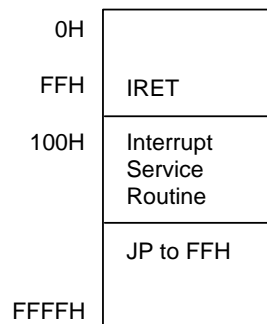 0H
FFH IRET
100H Interrupt
Service
Routine
JP to FFH
FFFFH